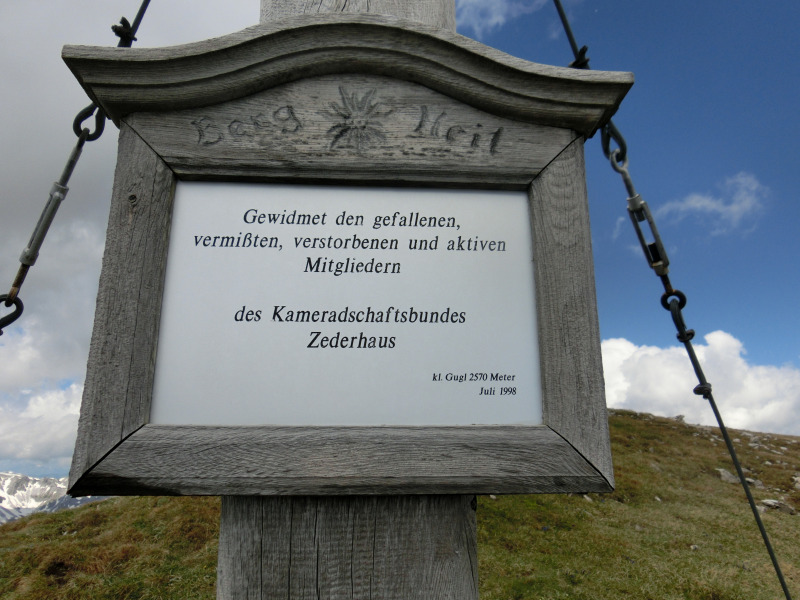 Berg Heil
Gewidmet den gefallenen,
vermißten, verstorbenen und aktiven
Mitgliedern
des Kameradschaftsbundes
Zederhaus
kl. Gugl 2570 Meter
Juli 1998